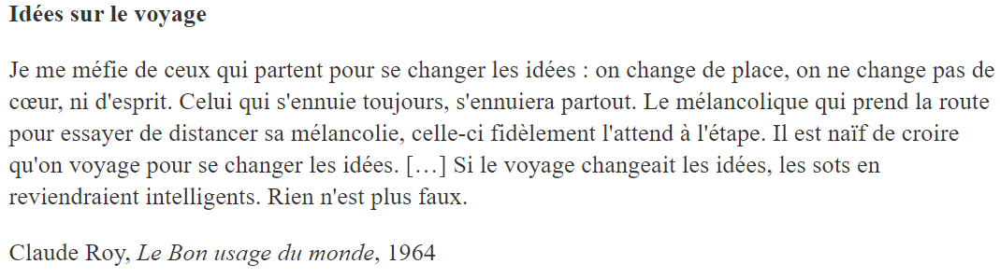 Idées sur le voyage
Je me méfie de ceux qui partent pour se changer les idées : on change de place, on ne change pas de
cœur, ni d'esprit. Celui qui s'ennuie toujours, s'ennuiera partout. Le mélancolique qui prend la route
pour essayer de distancer sa mélancolie, celle-ci fidèlement l'attend à l'étape. Il est naïf de croire
qu'on voyage pour se changer les idées. […] Si le voyage changeait les idées, les sots en
reviendraient intelligents. Rien n'est plus faux.
Claude Roy, Le Bon usage du monde, 1964